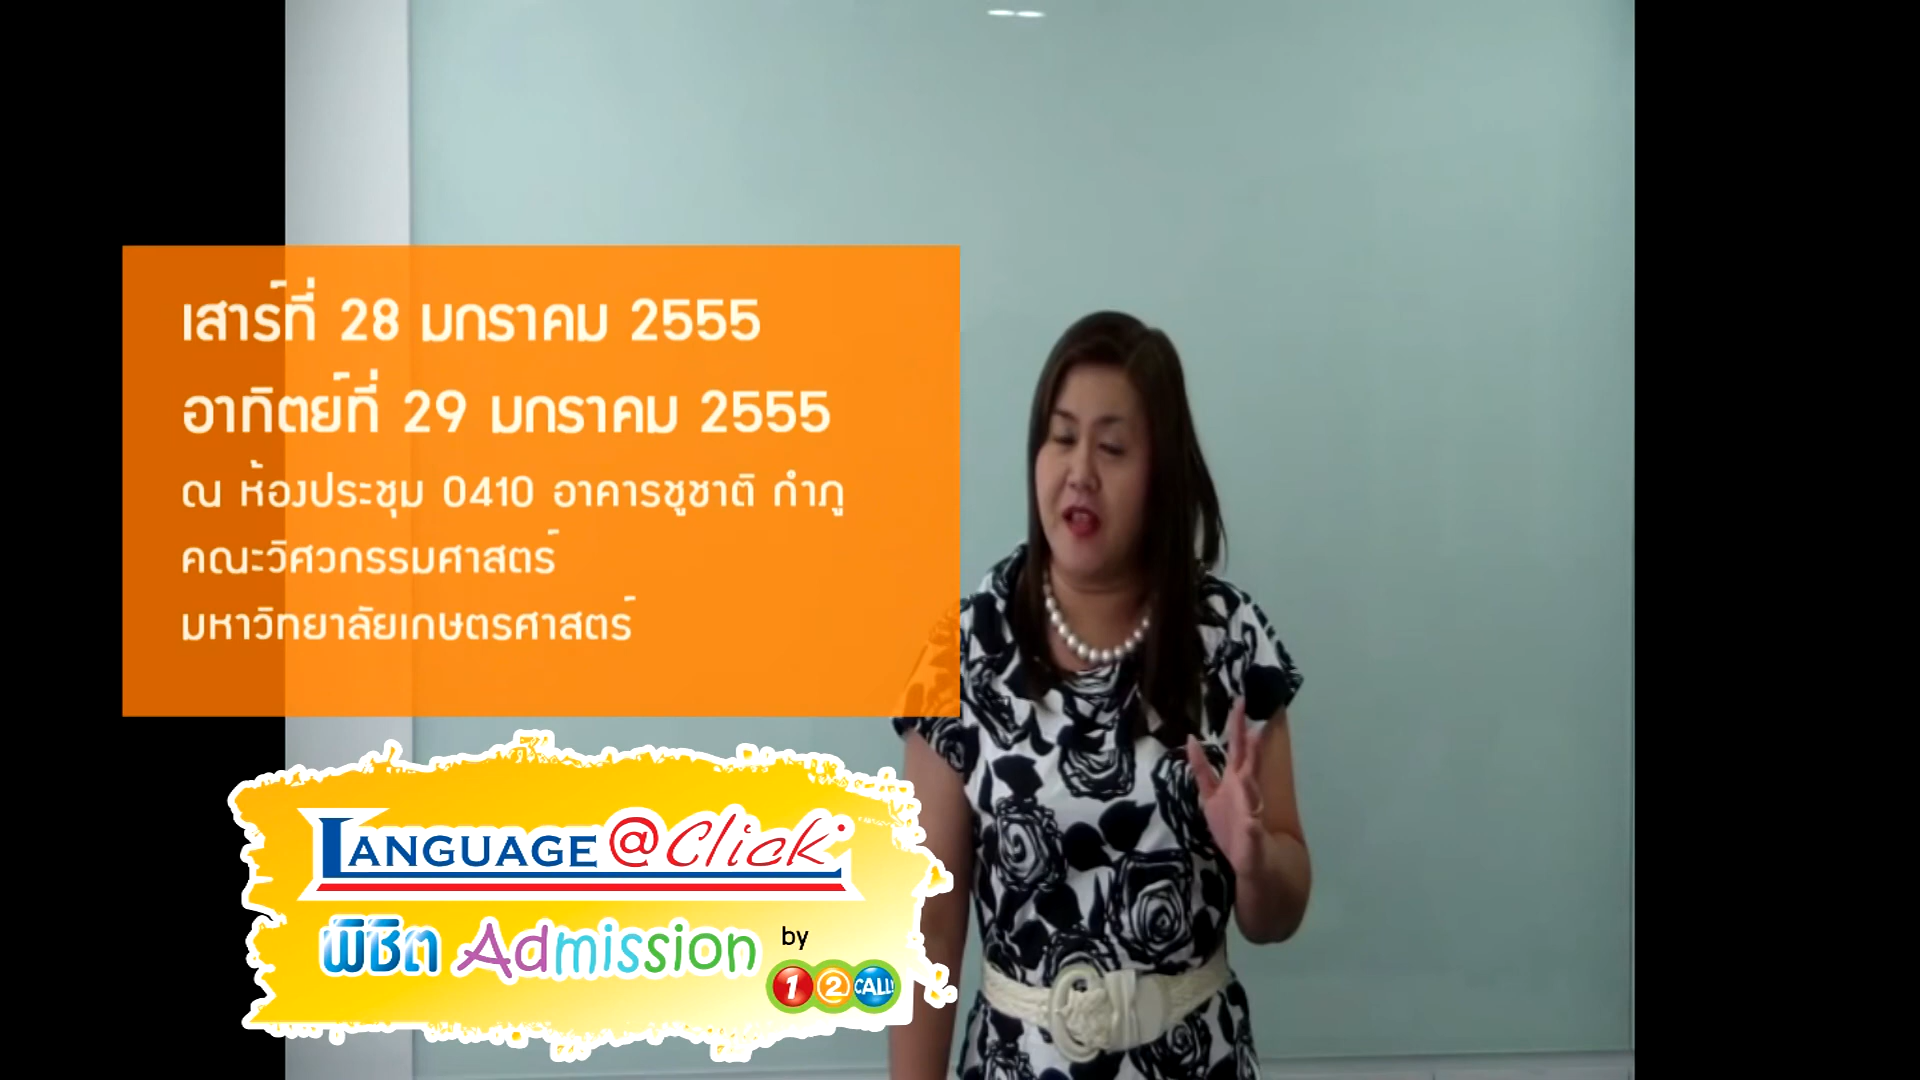 เสาร์ที่ 28 มกราคม 2555
อาทิตย์ที่ 29 มกราคม 2555
ณ ห้องประชุม 0410 อาคารชูชาติ กำภู
คณะวิศวกรรมศาสตร์
มหาวิทยาลัยเกษตรศาสตร์
LANGUAGE @Click
พิชิต Admission by
1 2 CALL!